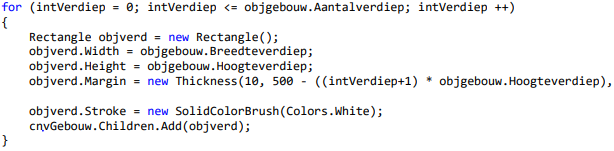 for (intVerdiep = 0; intVerdiep <= objgebouw.Aantalverdiep; intVerdiep ++)
{
Rectangle objverd = new Rectangle();
objverd.Width = objgebouw.Breedteverdiep;
objverd.Height = objgebouw.Hoogteverdiep;
objverd.Margin = new Thickness(10, 500 - ((intVerdiep+1) * objgebouw.Hoogteverdiep),
objverd.Stroke = new SolidColorBrush(Colors.White);
cnvGebouw.Children.Add(objverd);
}